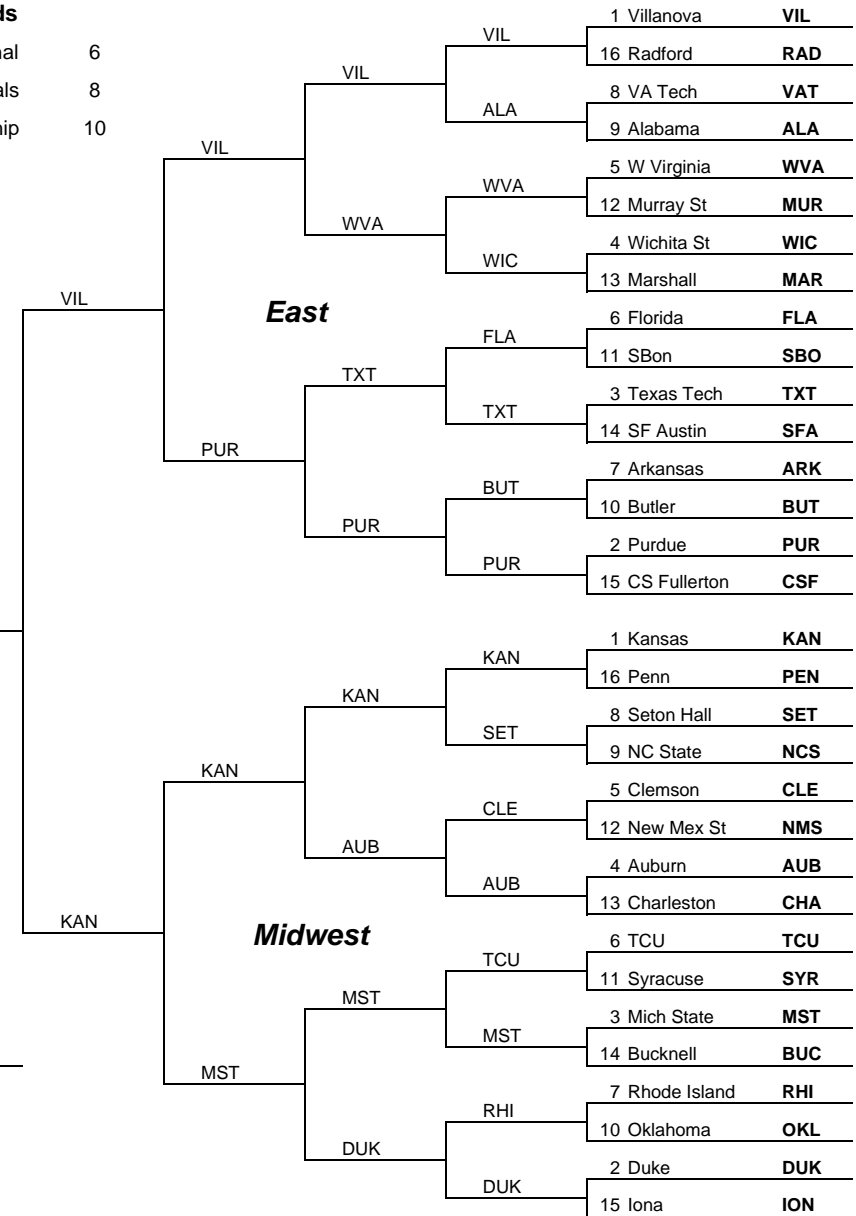 ds
nal 6
als 8
hip 10
1 Villanova VIL
VIL
16 Radford RAD
VIL
8 VA Tech VAT
ALA
9 Alabama ALA
VIL
5 W Virginia WVA
WVA
12 Murray St MUR
WVA
4 Wichita St WIC
WIC
13 Marshall MAR
VIL
East
6 Florida FLA
FLA
11 SBon SBO
TXT
3 Texas Tech TXT
TXT
14 SF Austin SFA
PUR
7 Arkansas ARK
BUT
10 Butler BUT
PUR
2 Purdue PUR
PUR
15 CS Fullerton CSF
1 Kansas KAN
KAN
16 Penn PEN
KAN
8 Seton Hall SET
SET
9 NC State NCS
KAN
5 Clemson CLE
CLE
12 New Mex St NMS
AUB
4 Auburn AUB
AUB
13 Charleston CHA
KAN
Midwest
6 TCU TCU
TCU
11 Syracuse SYR
MST
3 Mich State MST
MST
14 Bucknell BUC
MST
7 Rhode Island RHI
RHI
10 Oklahoma OKL
DUK
2 Duke DUK
DUK
15 Iona ION